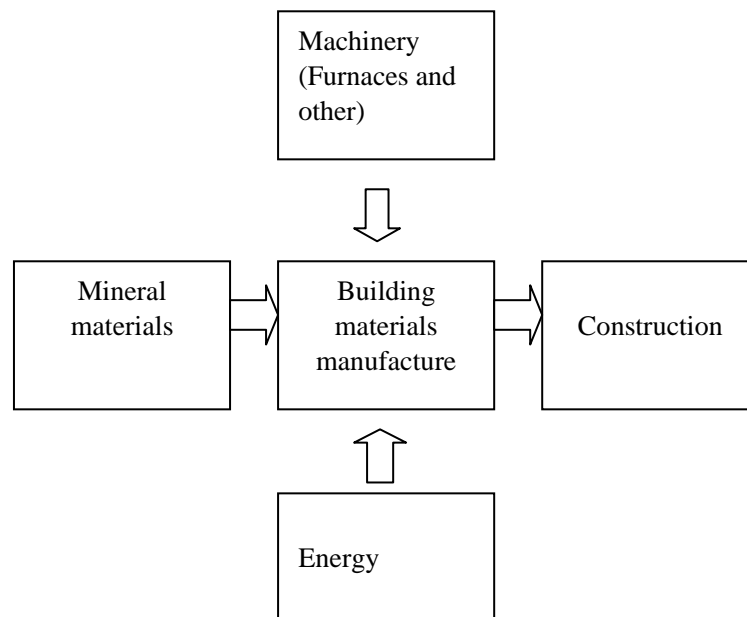 Machinery
(Furnaces and
other)
Mineral
materials
Building
materials
manufacture
Construction
Energy